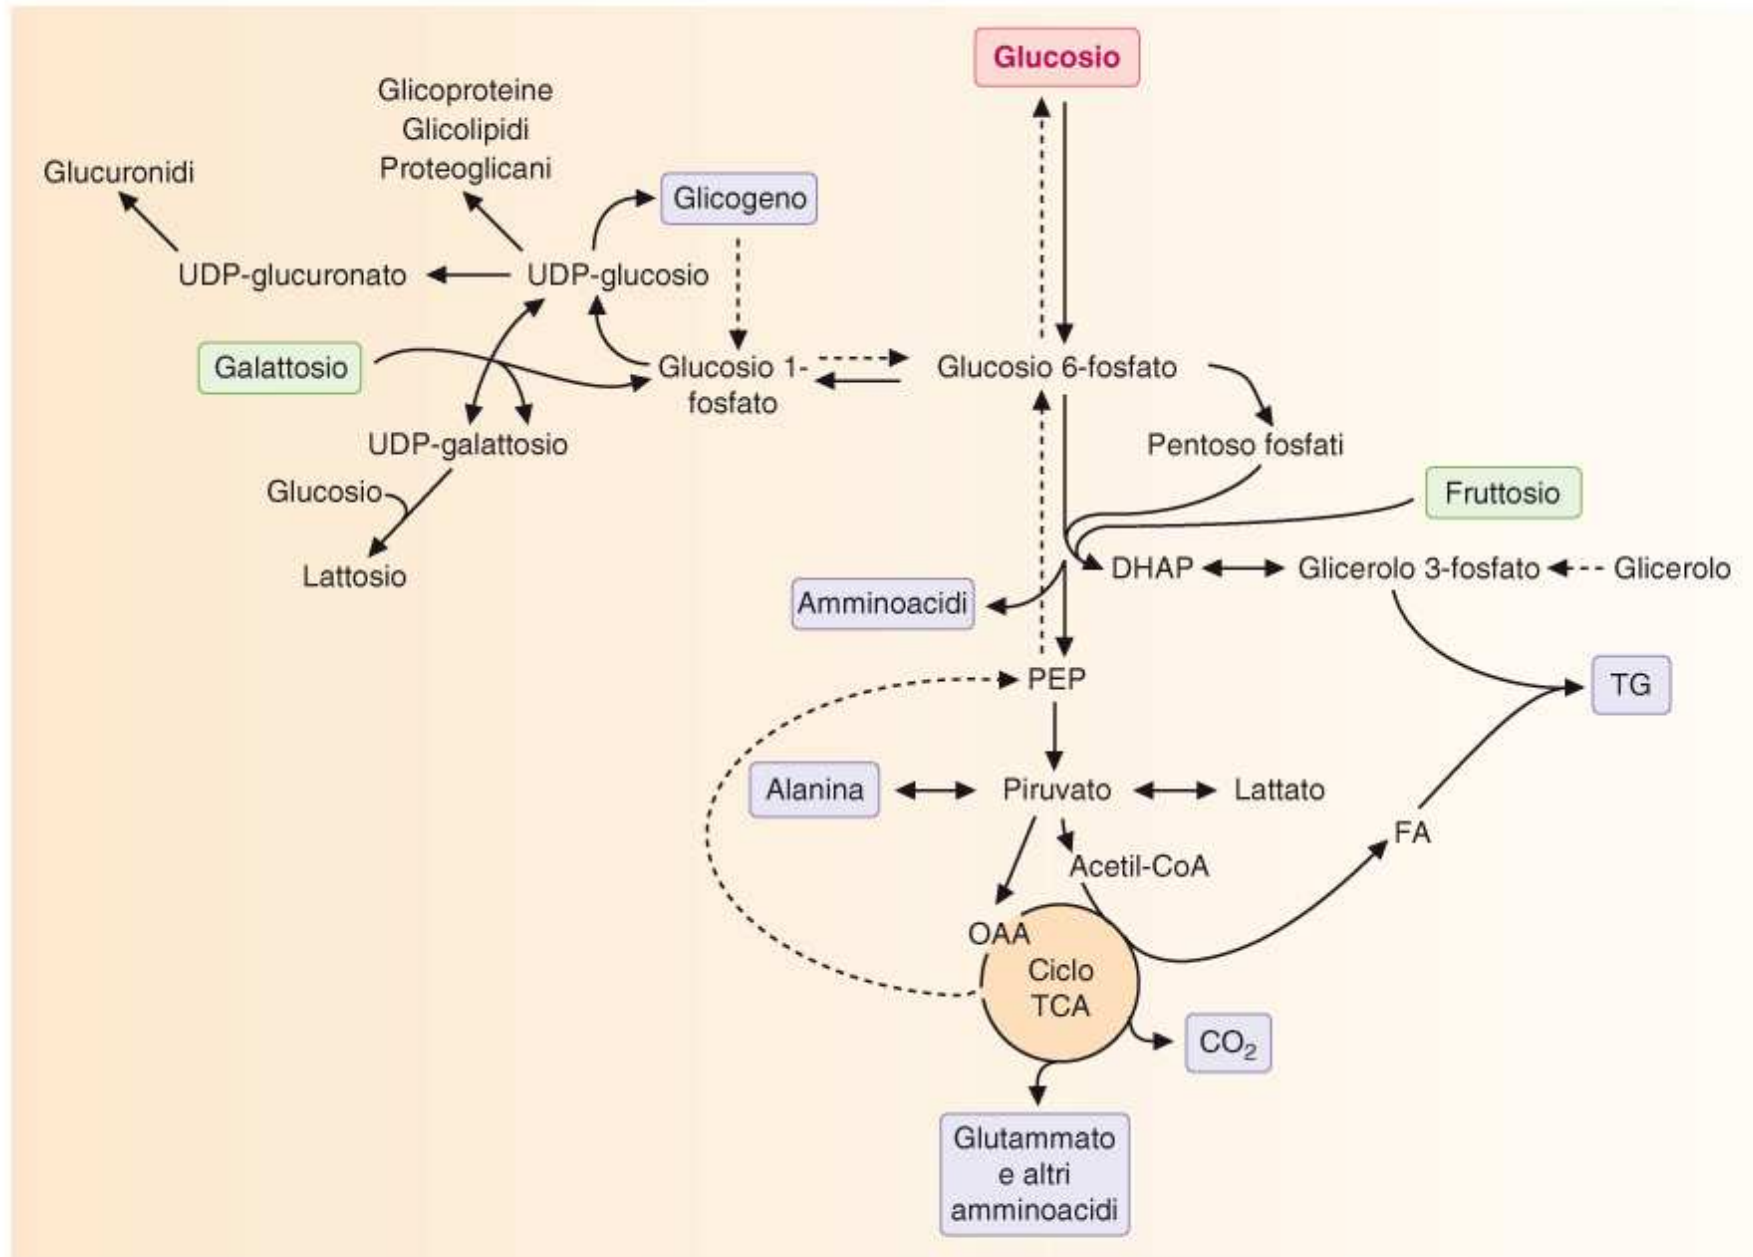 Glucosio
Glicoproteine
Glicolipidi
Proteoglicani
Glucuronidi
Glicogeno
UDP-glucuronato
UDP-glucosio
Galattosio
Glucosio 1-
fosfato
Glucosio 6-fosfato
UDP-galattosio
Pentoso fosfati
Glucosio
Fruttosio
Lattosio
DHAP
Glicerolo 3-fosfato
Glicerolo
Amminoacidi
PEP
TG
Alanina
Piruvato
Lattato
FA
Acetil-CoA
OAA
Ciclo
TCA
CO₂
Glutammato
e altri
amminoacidi